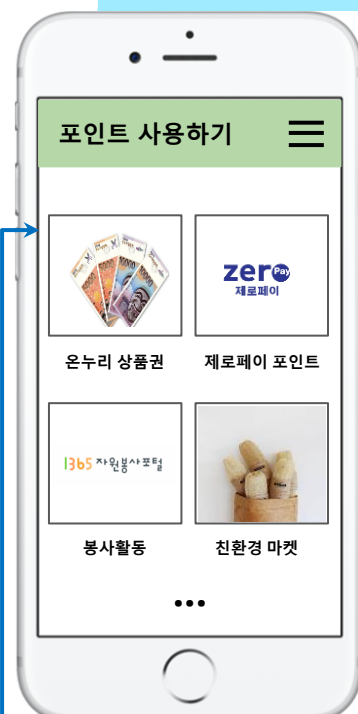 포인트 사용하기
zero Pay
제로페이
온누리 상품권
제로페이 포인트
1365 자원봉사포털
봉사활동
친환경 마켓
•••